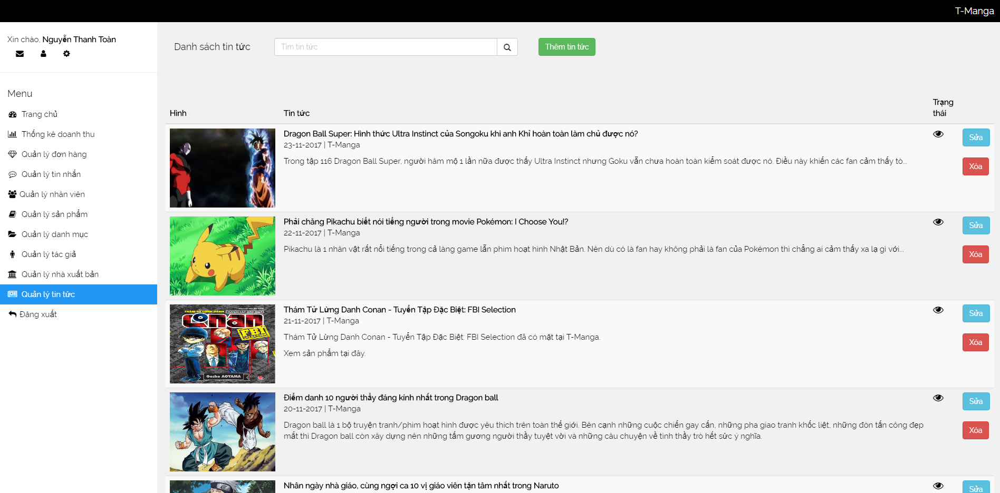 T-Manga
Xin chào, Nguyễn Thanh Toàn
Menu
Trang chủ
Thống kê doanh thu
Quản lý đơn hàng
Quản lý tin nhắn
Quản lý nhân viên
Quản lý sản phẩm
Quản lý danh mục
Quản lý tác giả
Quản lý nhà xuất bản
Quản lý tin tức
Đăng xuất
Danh sách tin tức
Tìm tin tức
Thêm tin tức
Hình
Tin tức
Trạng
thái
Dragon Ball Super: Hình thức Ultra Instinct của Songoku khi anh Khỉ hoàn toàn làm chủ được nó?
23-11-2017 | T-Manga
Trong tập 116 Dragon Ball Super, người hâm mộ 1 lần nữa được thấy Ultra Instinct nhưng Goku vẫn chưa hoàn toàn kiểm soát được nó. Điều này khiến các fan cảm thấy tò...
Sửa
Xóa
Phải chăng Pikachu biết nói tiếng người trong movie Pokémon: I Choose You!?
22-11-2017 | T-Manga
Pikachu là 1 nhân vật rất nổi tiếng trong cả làng game lẫn phim hoạt hình Nhật Bản. Nên dù có là fan hay không phải là fan của Pokémon thì chẳng ai cảm thấy xa lạ gì với...
Sửa
Xóa
THÁM TỬ LỪNG DANH
TUYỂN TẬP ĐẶC BIỆT
CONAN
FBI
SELECTION
Gosho AOYAMA
Thám Tử Lừng Danh Conan - Tuyển Tập Đặc Biệt: FBI Selection
21-11-2017 | T-Manga
Thám Tử Lừng Danh Conan - Tuyển Tập Đặc Biệt: FBI Selection đã có mặt tại T-Manga.
Xem sản phẩm tại đây.
Sửa
Xóa
Điểm danh 10 người thầy đáng kính nhất trong Dragon ball
20-11-2017 | T-Manga
Dragon ball là 1 bộ truyện tranh/phim hoạt hình được yêu thích trên toàn thế giới. Bên cạnh những cuộc chiến gay cấn, những pha giao tranh khốc liệt, những đòn tấn công đẹp
mắt thì Dragon ball còn xây dựng nên những tấm gương người thầy tuyệt vời và những câu chuyện về tình thầy trò hết sức ý nghĩa.
Sửa
Xóa
Nhân ngày nhà giáo, cùng ngợi ca 10 vị giáo viên tận tâm nhất trong Naruto
Sửa